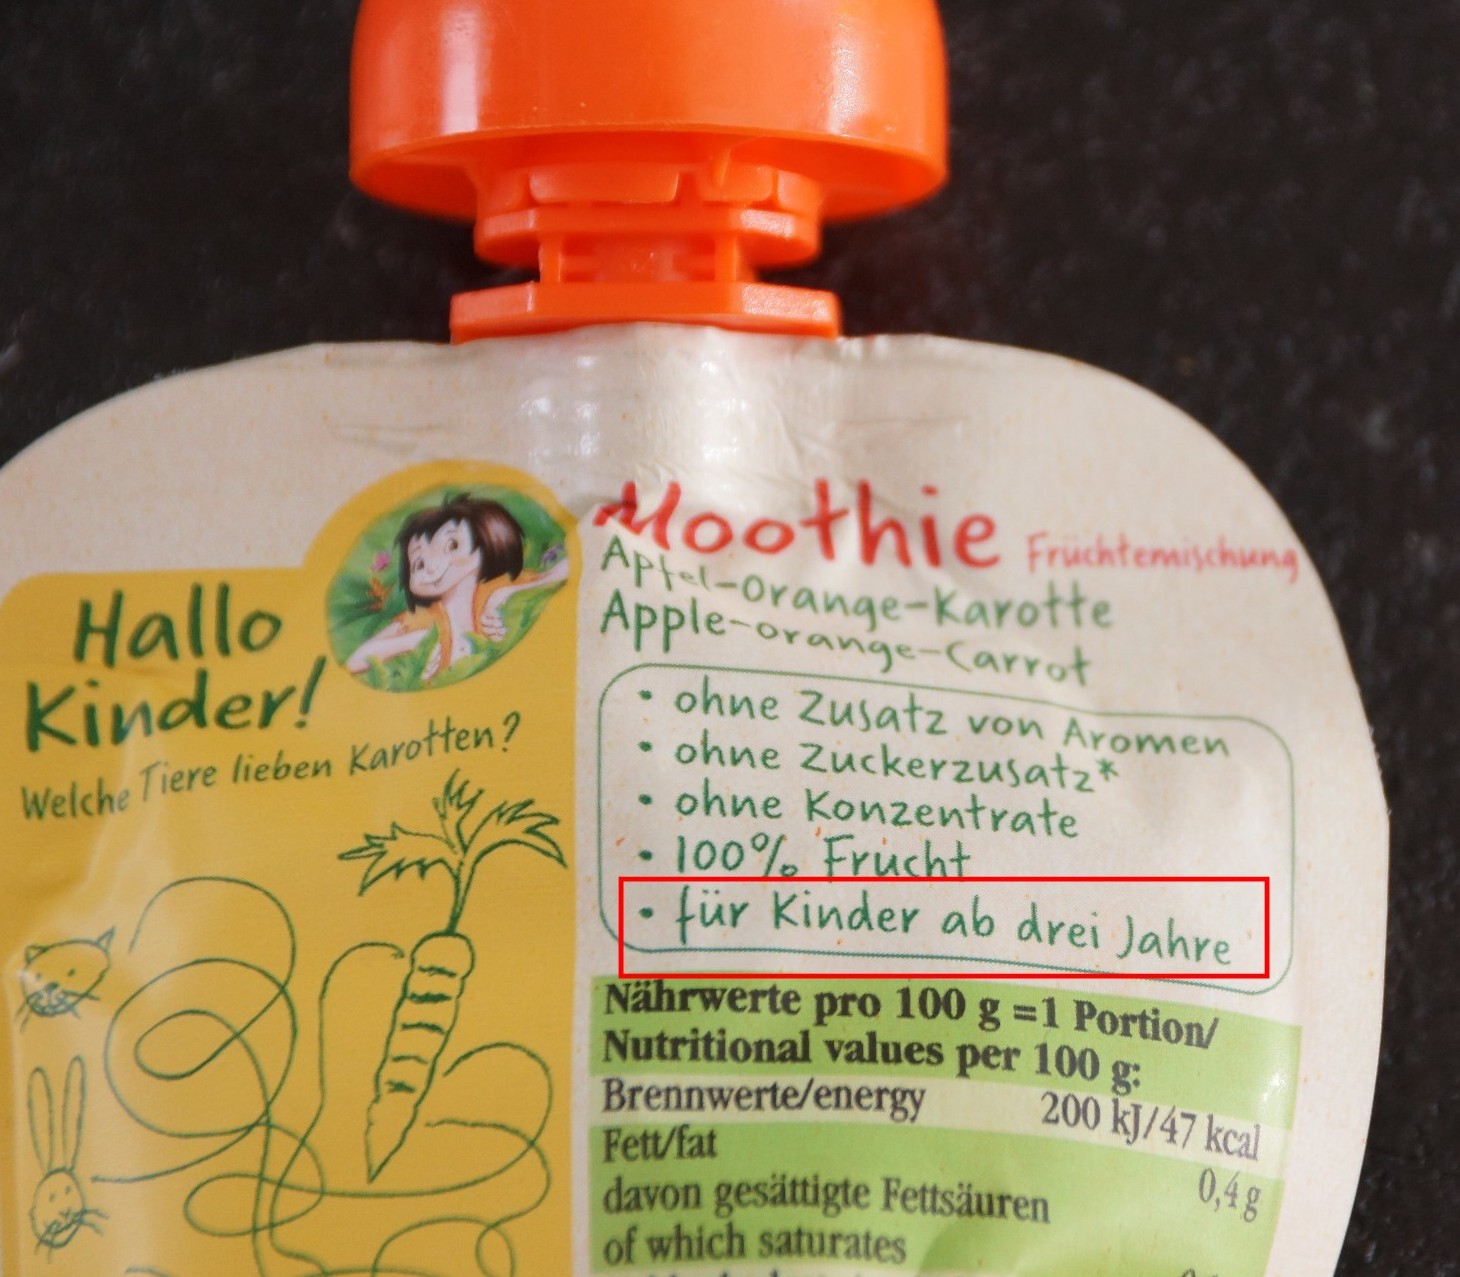 Hallo
Kinder!
Welche Tiere lieben Karotten?
Moothie Früchtemischung
Apfel-Orange-Karotte
Apple-orange-Carrot
• ohne Zusatz von Aromen
• ohne Zuckerzusatz*
• ohne Konzentrate
• 100% Frucht
• für Kinder ab drei Jahre
Nährwerte pro 100 g =1 Portion/
Nutritional values per 100 g:
Brennwerte/energy 200 kJ/47 kcal
Fett/fat 0,4 g
davon gesättigte Fettsäuren
of which saturates